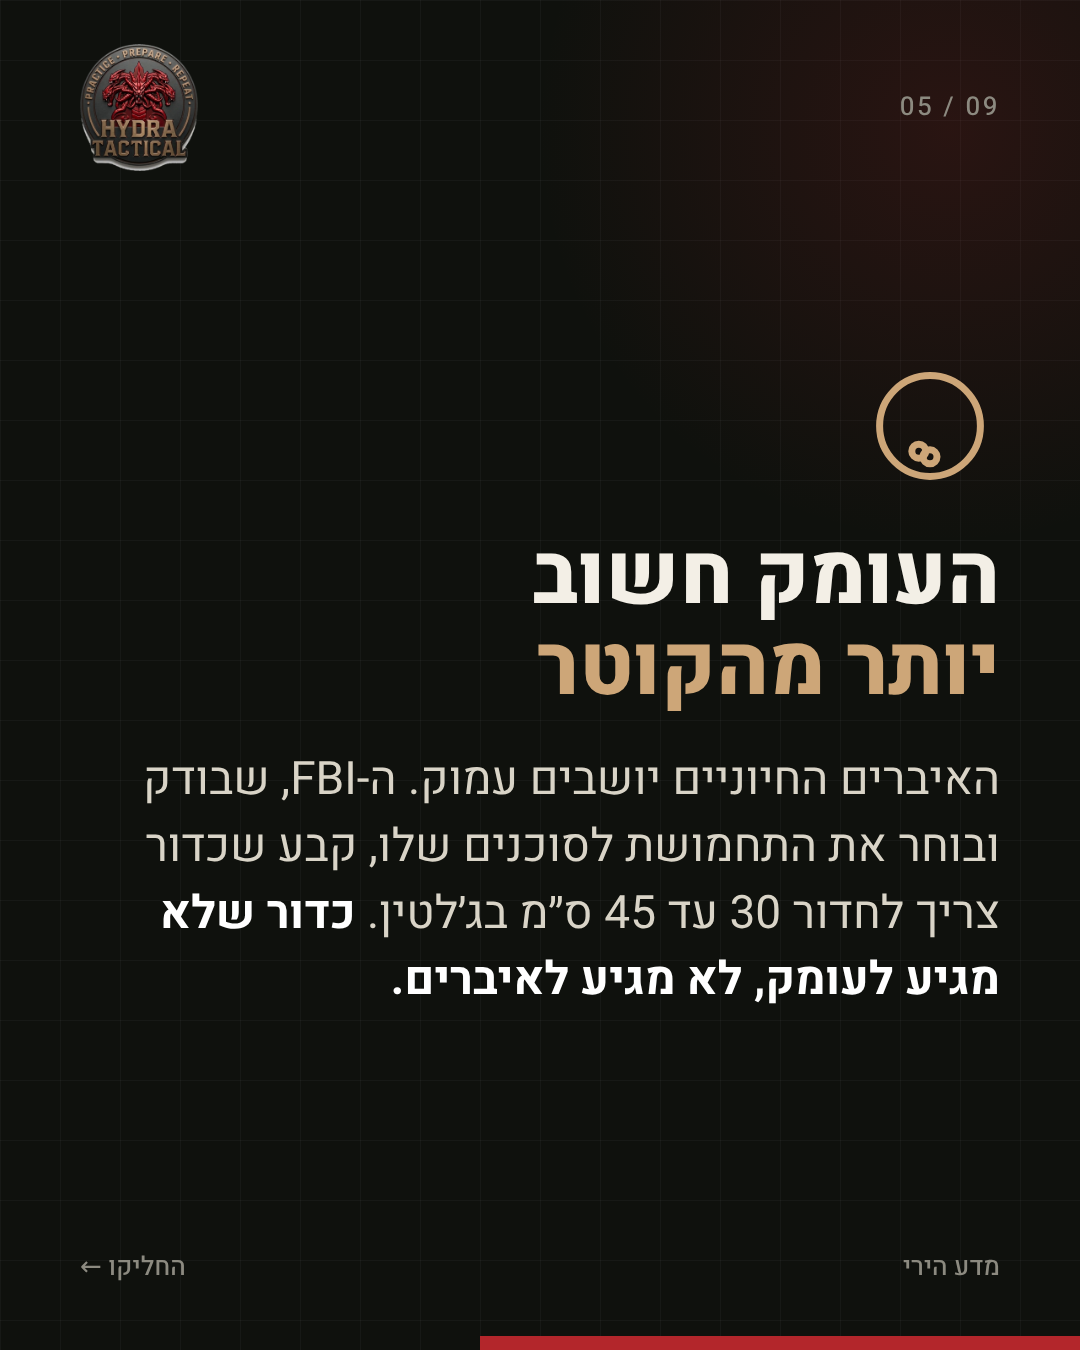 PRACTICE · PREPARE · REPEAT
HYDRA
TACTICAL
05 / 09
העומק חשוב
יותר מהקוטר
האיברים החיוניים יושבים עמוק. ה-FBI, שבודק
ובוחר את התחמושת לסוכנים שלו, קבע שכדור
צריך לחדור 30 עד 45 ס״מ בג׳לטין. כדור שלא
מגיע לעומק, לא מגיע לאיברים.
מדע הירי
החליקו ←